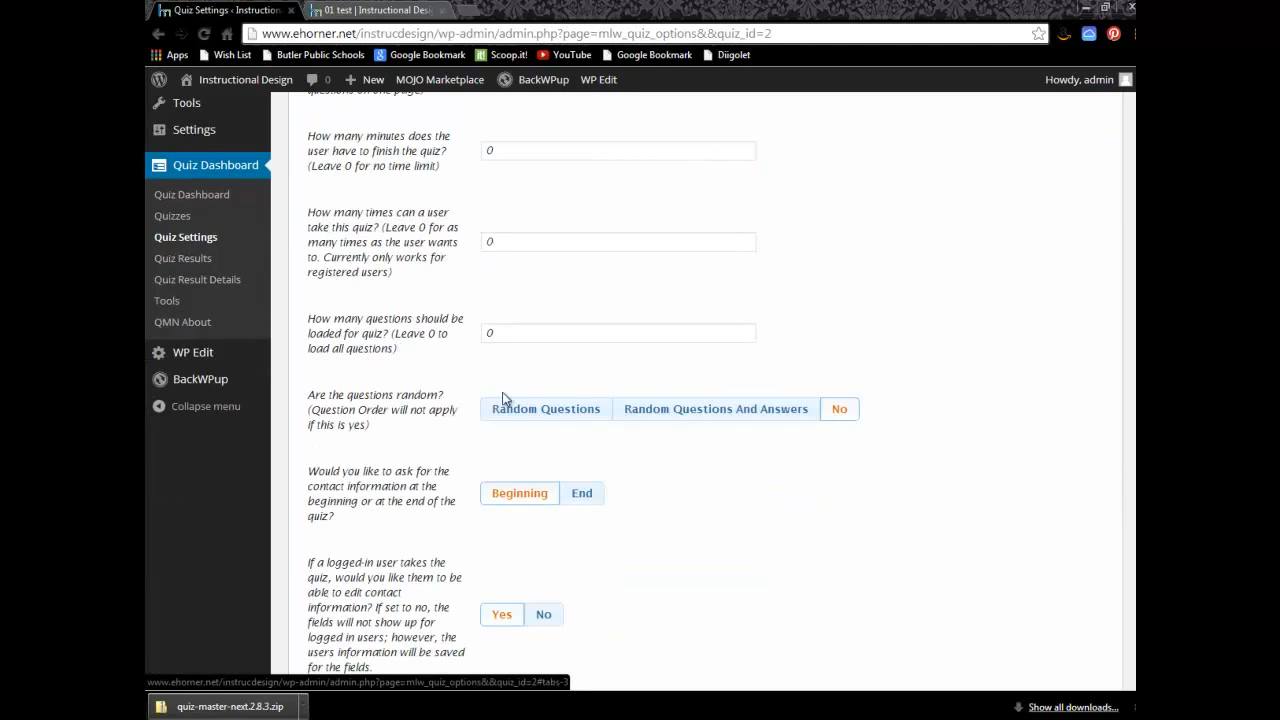 Quiz Settings ‹ Instruction
01 test | Instructional Desi
www.ehorner.net/instrucdesign/wp-admin/admin.php?page=mlw_quiz_options&&quiz_id=2
Apps
Wish List
Butler Public Schools
Google Bookmark
Scoop.it!
YouTube
Google Bookmark
Diigolet
Instructional Design
0
New
MOJO Marketplace
BackWPup
WP Edit
Howdy, admin
Tools
Settings
Quiz Dashboard
Quiz Dashboard
Quizzes
Quiz Settings
Quiz Results
Quiz Result Details
Tools
QMN About
WP Edit
BackWPup
Collapse menu
questions on one page)
How many minutes does the
user have to finish the quiz?
(Leave 0 for no time limit)
0
How many times can a user
take this quiz? (Leave 0 for as
many times as the user wants
to. Currently only works for
registered users)
0
How many questions should be
loaded for quiz? (Leave 0 to
load all questions)
0
Are the questions random?
(Question Order will not apply
if this is yes)
Random Questions
Random Questions And Answers
No
Would you like to ask for the
contact information at the
beginning or at the end of the
quiz?
Beginning
End
If a logged-in user takes the
quiz, would you like them to be
able to edit contact
information? If set to no, the
fields will not show up for
logged in users; however, the
users information will be saved
for the fields.
Yes
No
www.ehorner.net/instrucdesign/wp-admin/admin.php?page=mlw_quiz_options&&quiz_id=2#tabs-3
quiz-master-next.2.8.3.zip
Show all downloads...